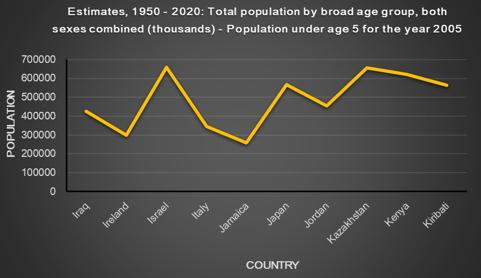 Estimates, 1950 - 2020: Total population by broad age group, both
sexes combined (thousands) - Population under age 5 for the year 2005
POPULATION
700000
600000
500000
400000
300000
200000
100000
0
Iraq
Ireland
Israel
Italy
Jamaica
Japan
Jordan
Kazakhstan
Kenya
Kiribati
COUNTRY